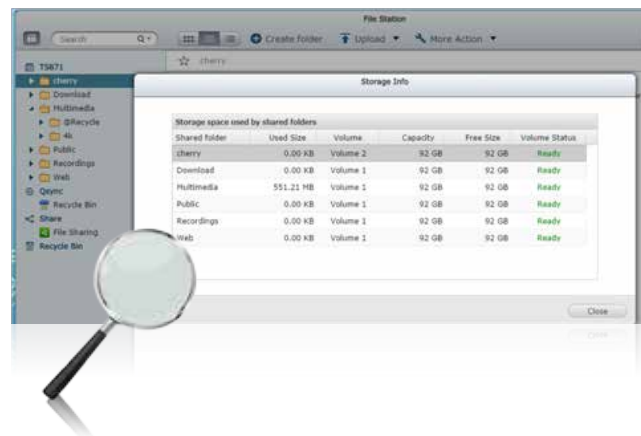 File Station
Search
Create folder
Upload
More Action
TS671
cherry
cherry
Download
Multimedia
@Recycle
4k
Public
Recordings
Web
Qsync
Recycle Bin
Share
File Sharing
Recycle Bin
Storage Info
Storage space used by shared folders
Shared folder Used Size Volume Capacity Free Size Volume Status
cherry 0.00 KB Volume 2 92 GB 92 GB Ready
Download 0.00 KB Volume 1 92 GB 92 GB Ready
Multimedia 551.21 MB Volume 1 92 GB 92 GB Ready
Public 0.00 KB Volume 1 92 GB 92 GB Ready
Recordings 0.00 KB Volume 1 92 GB 92 GB Ready
Web 0.00 KB Volume 1 92 GB 92 GB Ready
Close